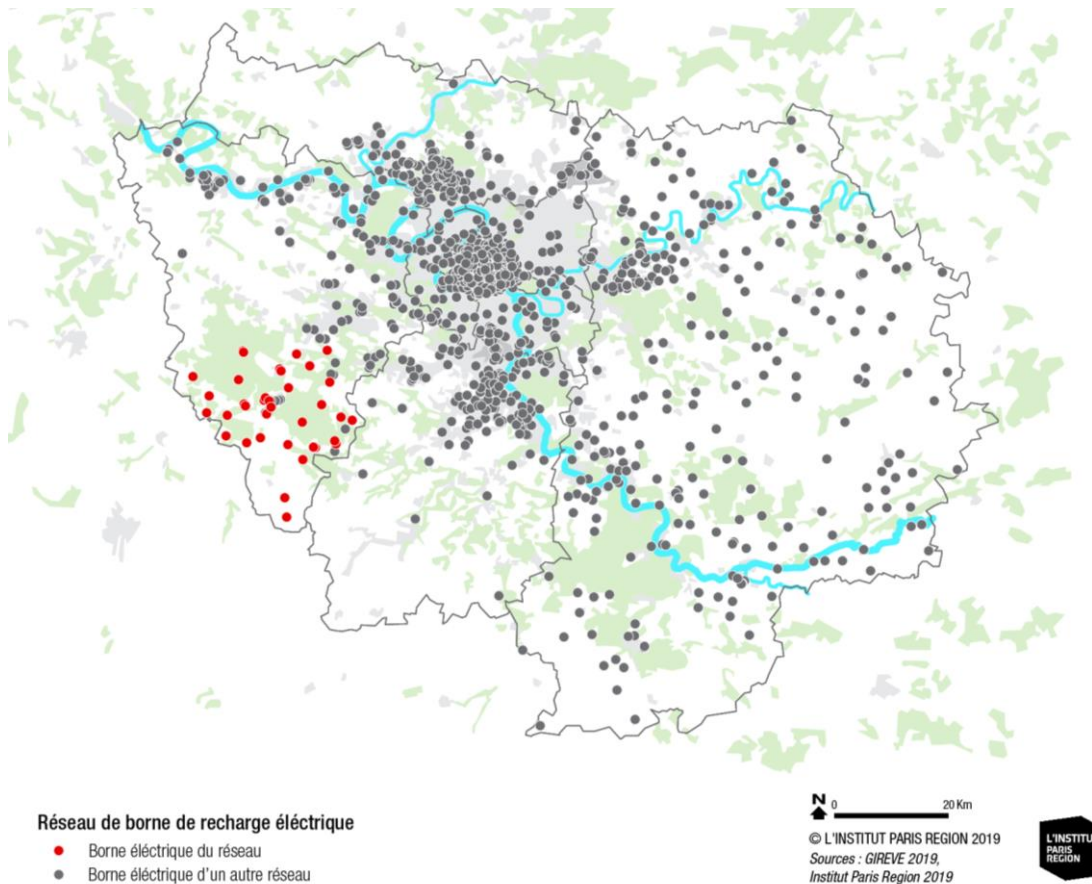 Réseau de borne de recharge éléctrique
Borne éléctrique du réseau
Borne éléctrique d'un autre réseau
N 0 20 Km
© L'INSTITUT PARIS REGION 2019
Sources : GIREVE 2019,
Institut Paris Region 2019
L'INSTITUT
PARIS
REGION